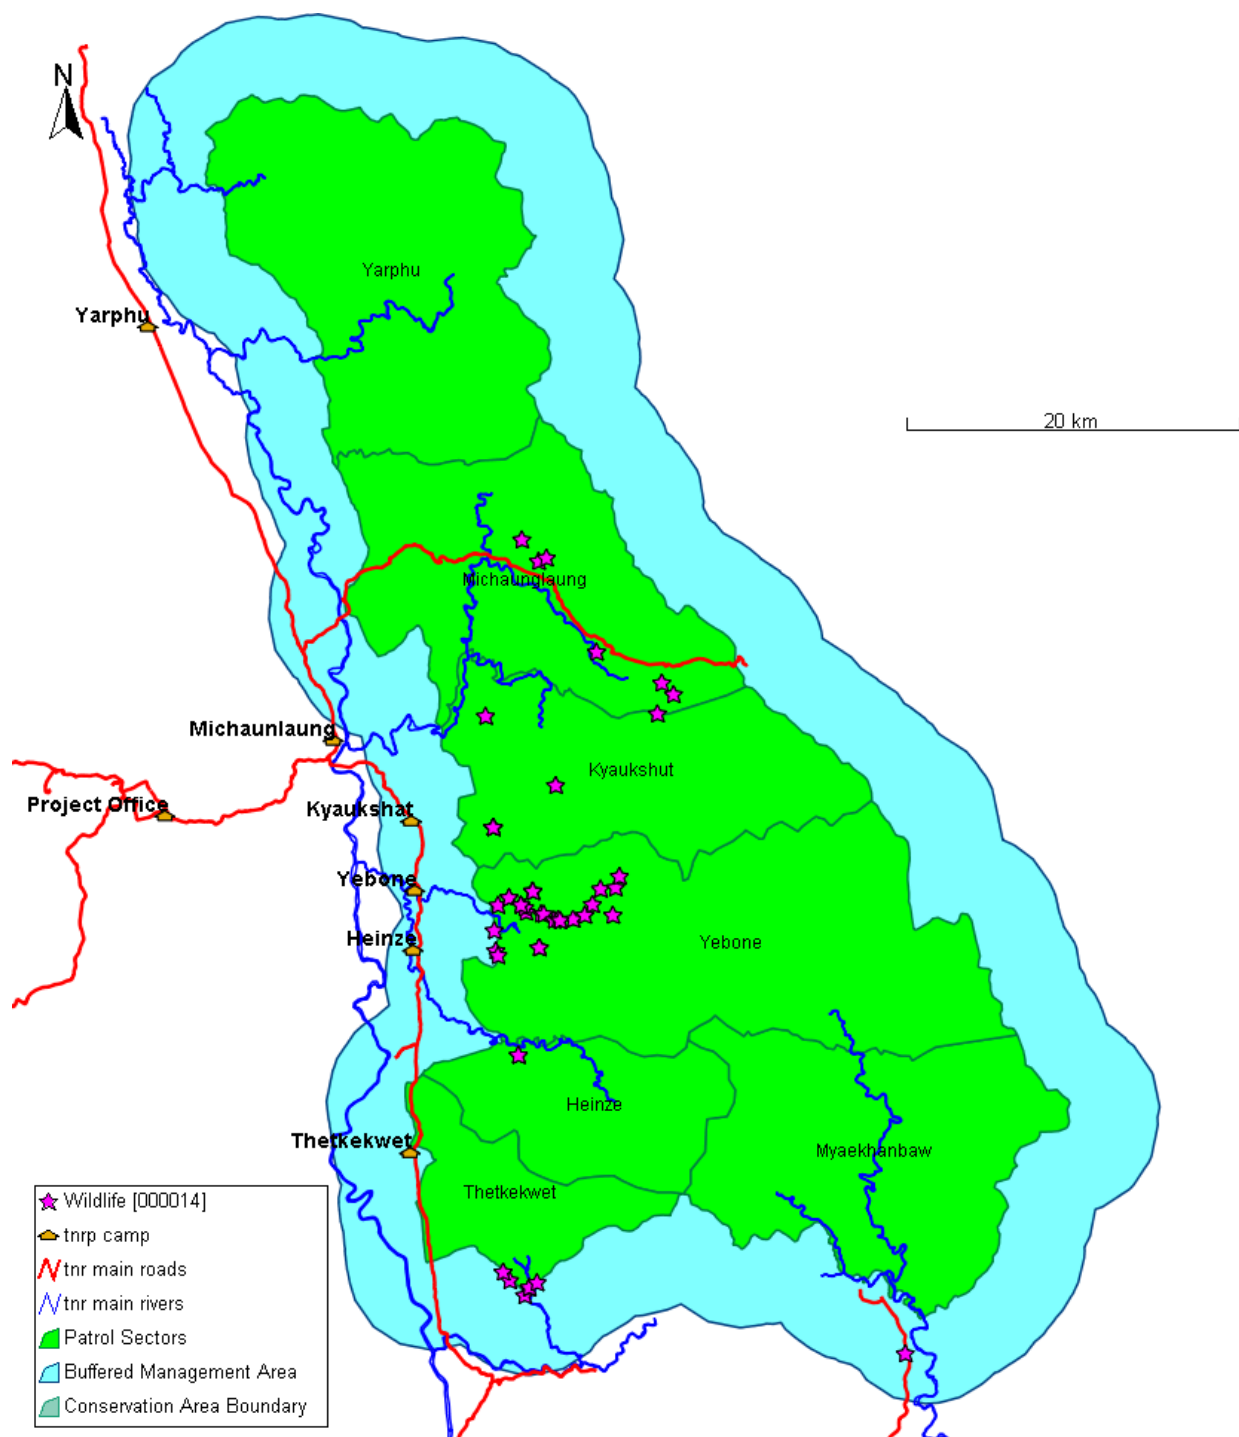 N
Yarphu
Yarphu
20 km
Michaunglaung
Michaunlaung
Kyaukshut
Project Office
Kyaukshat
Yebone
Heinze
Yebone
Heinze
Thetkekwet
Myaekhanbaw
Thetkekwet
Wildlife [000014]
tnrp camp
tnr main roads
tnr main rivers
Patrol Sectors
Buffered Management Area
Conservation Area Boundary